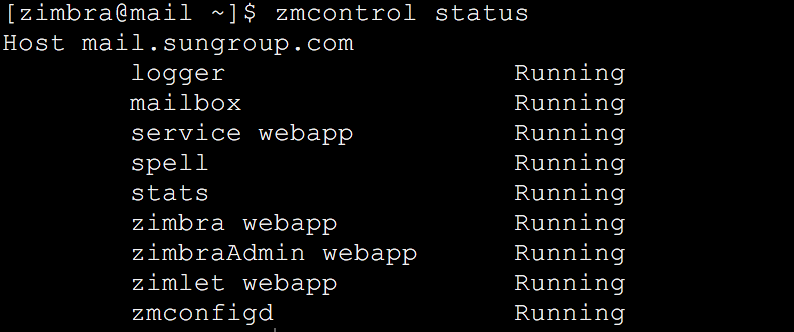 [zimbra@mail ~]$ zmcontrol status
Host mail.sungroup.com
logger Running
mailbox Running
service webapp Running
spell Running
stats Running
zimbra webapp Running
zimbraAdmin webapp Running
zimlet webapp Running
zmconfigd Running